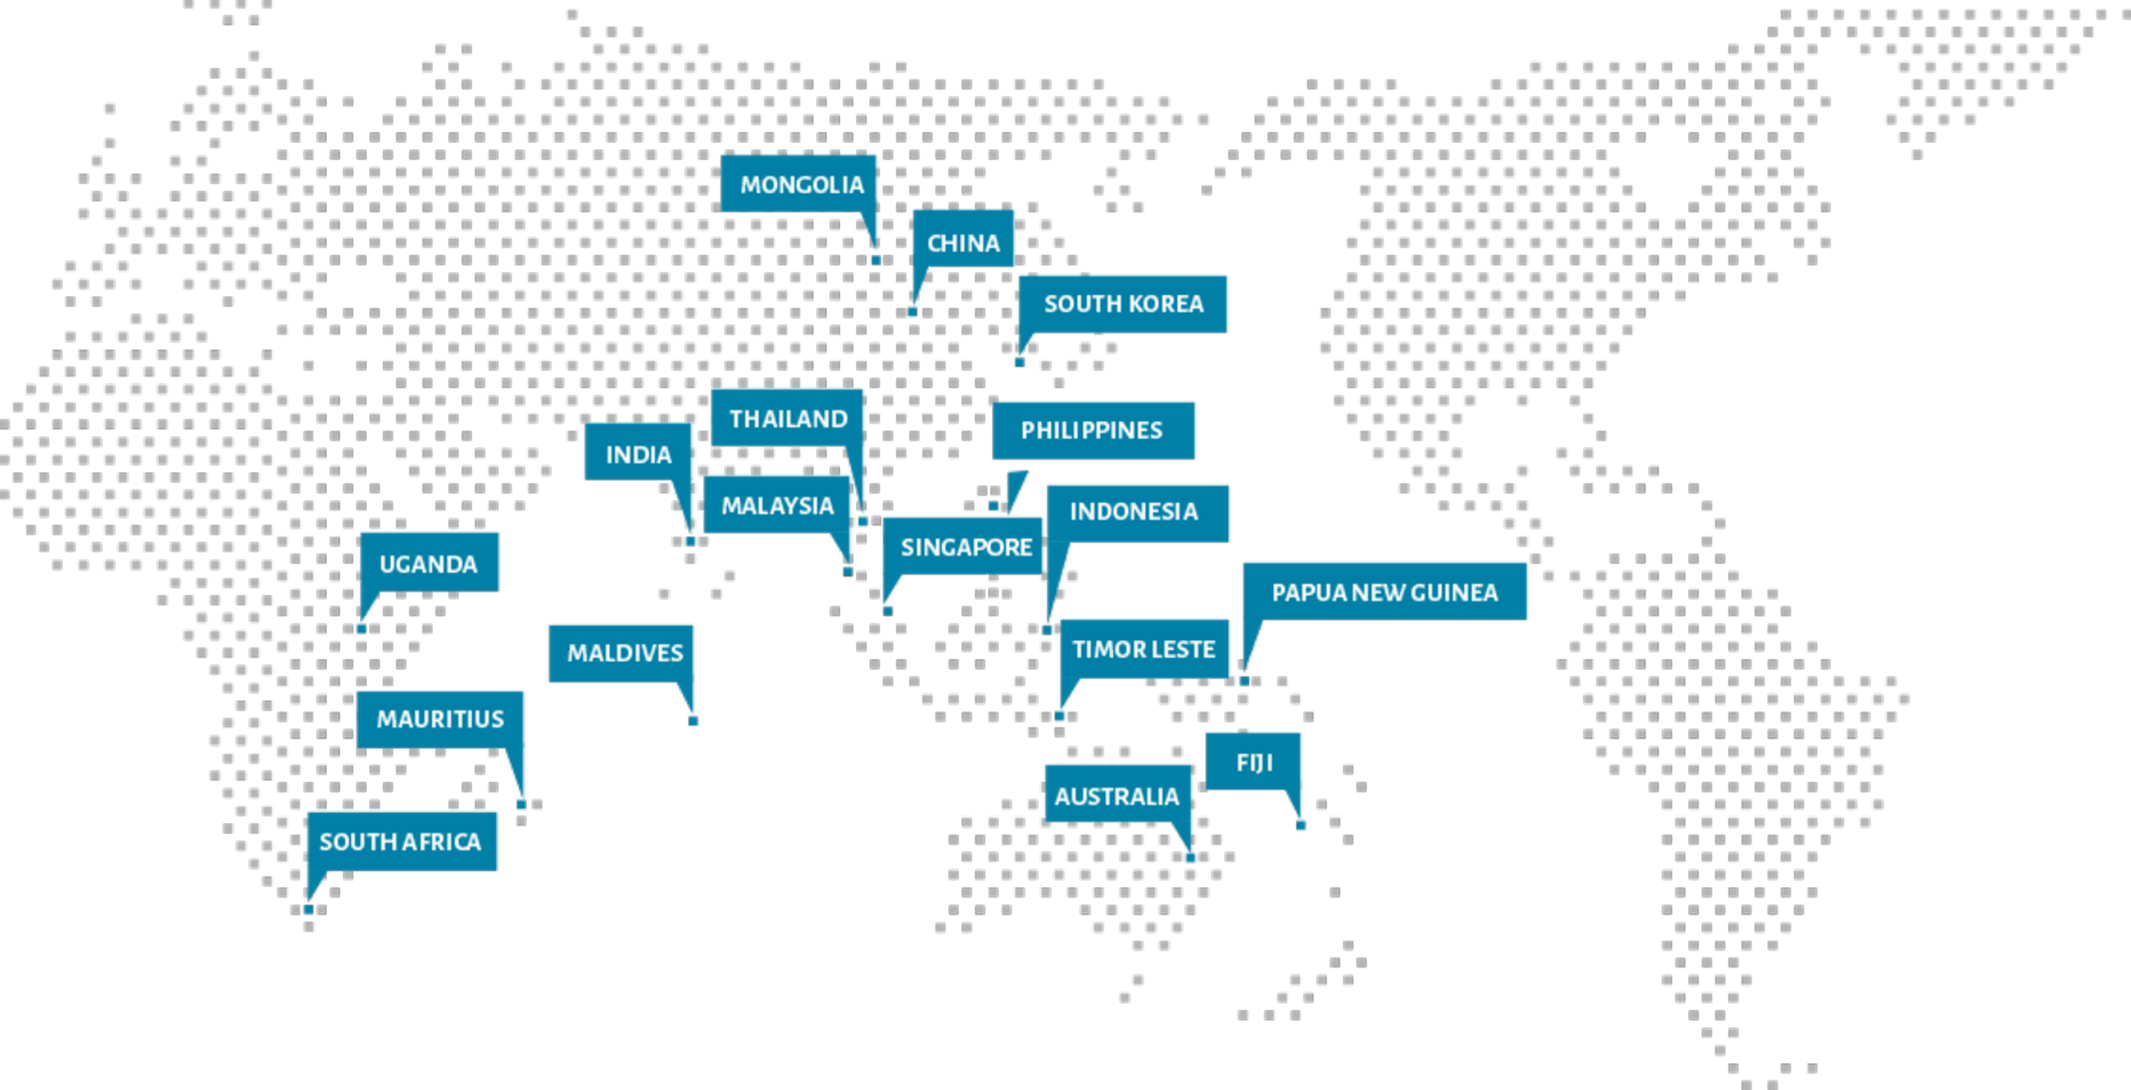 MONGOLIA
CHINA
SOUTH KOREA
THAILAND
PHILIPPINES
INDIA
MALAYSIA
INDONESIA
SINGAPORE
UGANDA
PAPUA NEW GUINEA
TIMOR LESTE
MALDIVES
MAURITIUS
FIJI
AUSTRALIA
SOUTH AFRICA